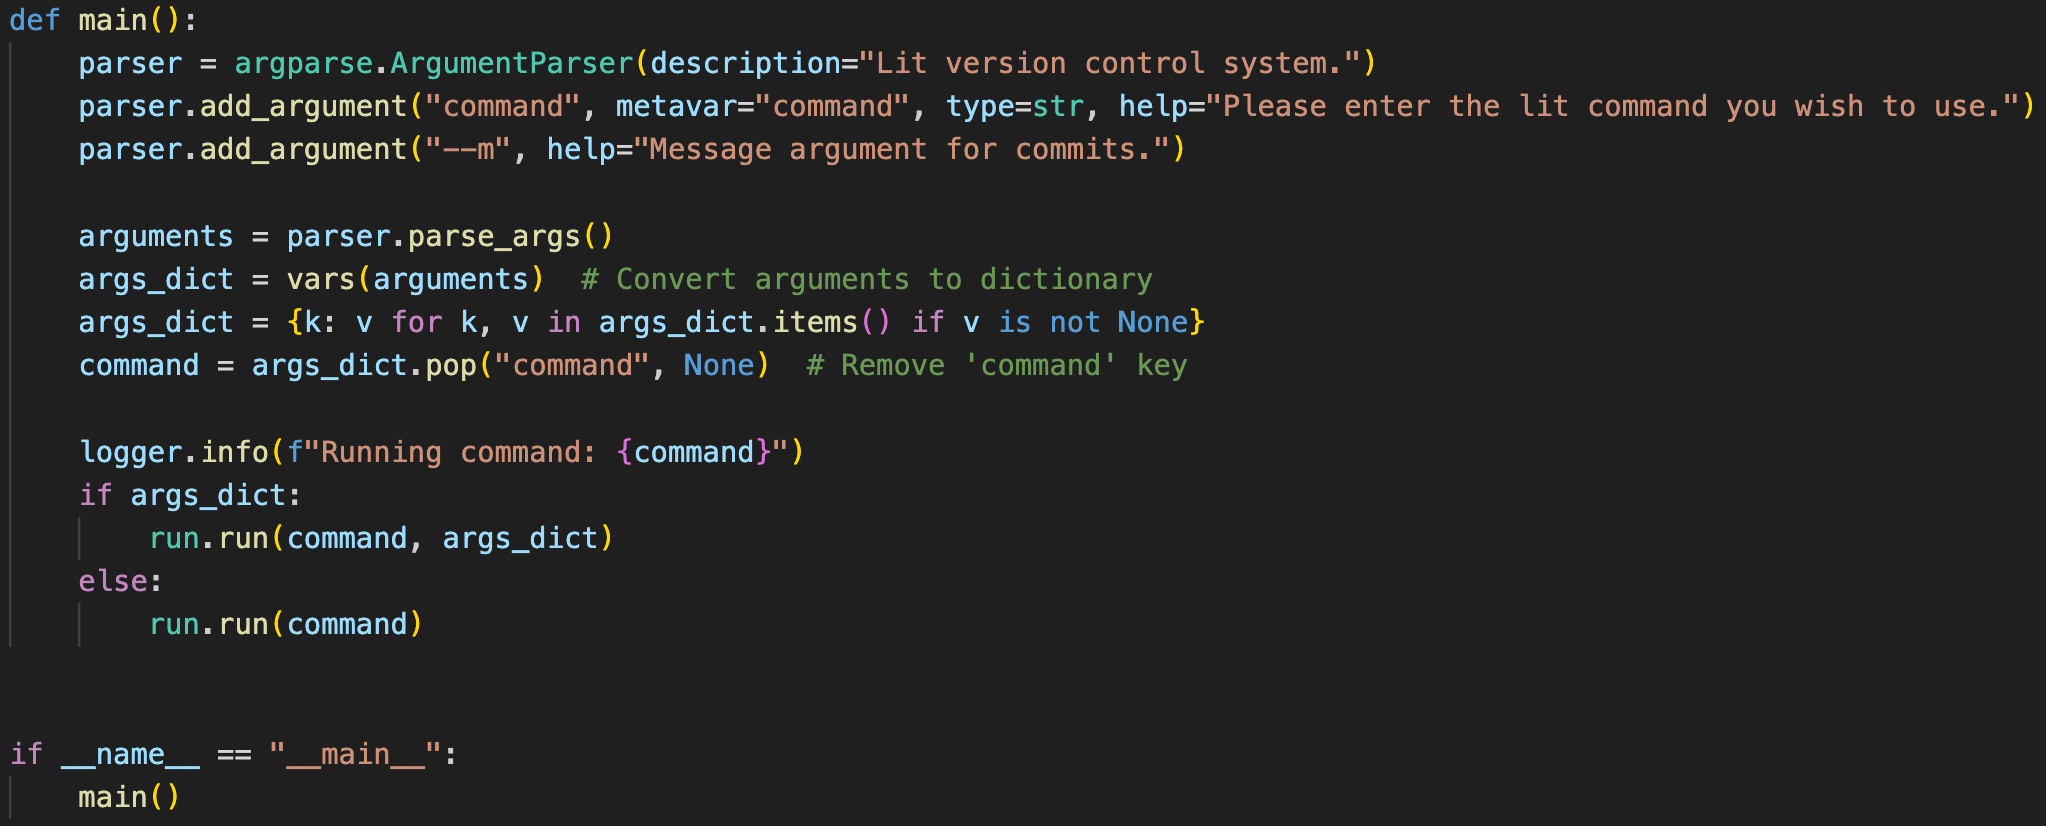 def main():
    parser = argparse.ArgumentParser(description="Lit version control system.")
    parser.add_argument("command", metavar="command", type=str, help="Please enter the lit command you wish to use.")
    parser.add_argument("--m", help="Message argument for commits.")
    arguments = parser.parse_args()
    args_dict = vars(arguments)  # Convert arguments to dictionary
    args_dict = {k: v for k, v in args_dict.items() if v is not None}
    command = args_dict.pop("command", None)  # Remove 'command' key
    logger.info(f"Running command: {command}")
    if args_dict:
        run.run(command, args_dict)
    else:
        run.run(command)
if __name__ == "__main__":
    main()